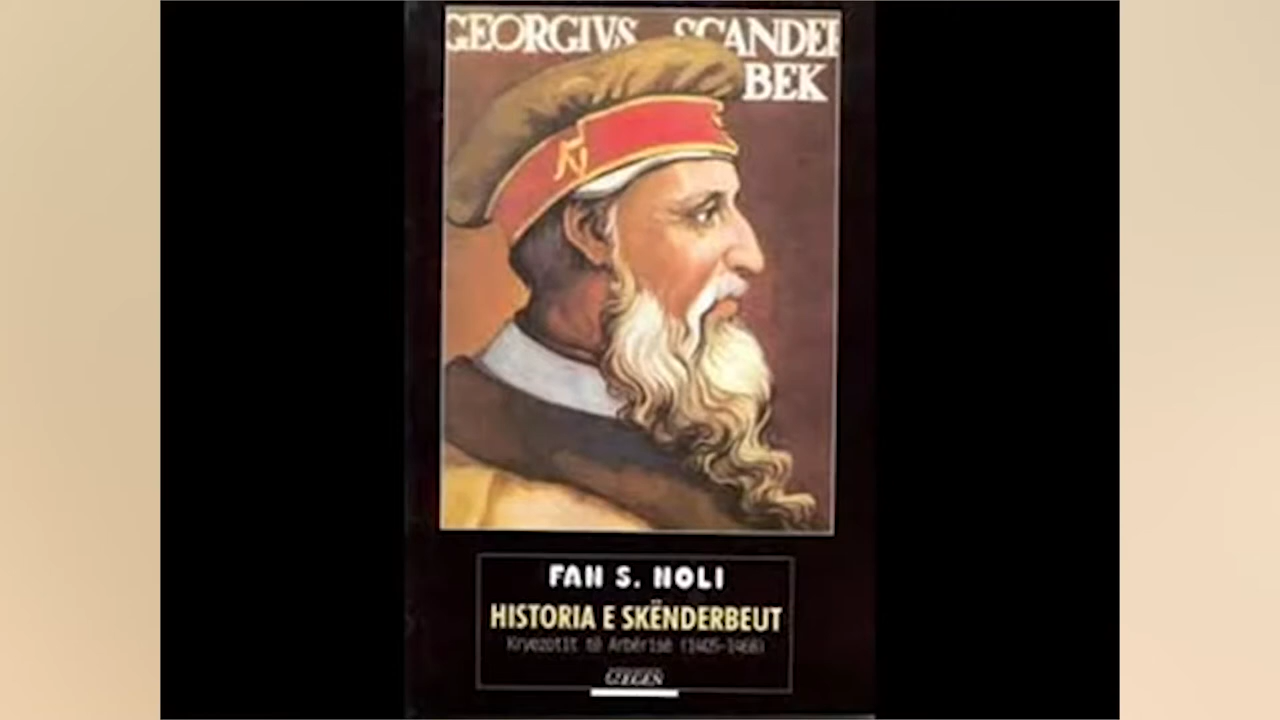 GEORGIVS SCANDER
BEK
FAN S. NOLI
HISTORIA E SKËNDERBEUT
Kryezotit të Arbërisë (1405-1468)